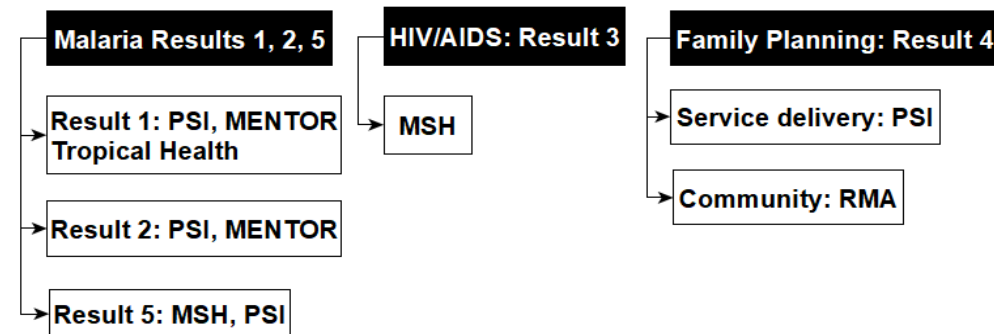 Malaria Results 1, 2, 5
Result 1: PSI, MENTOR
Tropical Health
Result 2: PSI, MENTOR
Result 5: MSH, PSI
HIV/AIDS: Result 3
MSH
Family Planning: Result 4
Service delivery: PSI
Community: RMA